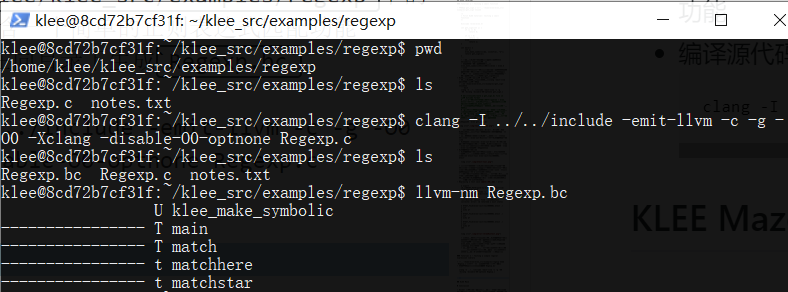 klee@8cd72b7cf31f: ~/klee_src/examples/regexp
功能
klee@8cd72b7cf31f:~/klee_src/examples/regexp$ pwd
/home/klee/klee_src/examples/regexp
编译源代码
klee@8cd72b7cf31f:~/klee_src/examples/regexp$ ls
Regexp.c  notes.txt
clang -I
klee@8cd72b7cf31f:~/klee_src/examples/regexp$ clang -I ../../include -emit-llvm -c -g -
O0 -Xclang -disable-O0-optnone Regexp.c
klee@8cd72b7cf31f:~/klee_src/examples/regexp$ ls
Regexp.bc  Regexp.c  notes.txt
klee@8cd72b7cf31f:~/klee_src/examples/regexp$ llvm-nm Regexp.bc
U klee_make_symbolic
KLEE Maz
---------------- T main
---------------- T match
---------------- t matchhere
---------------- t matchstar